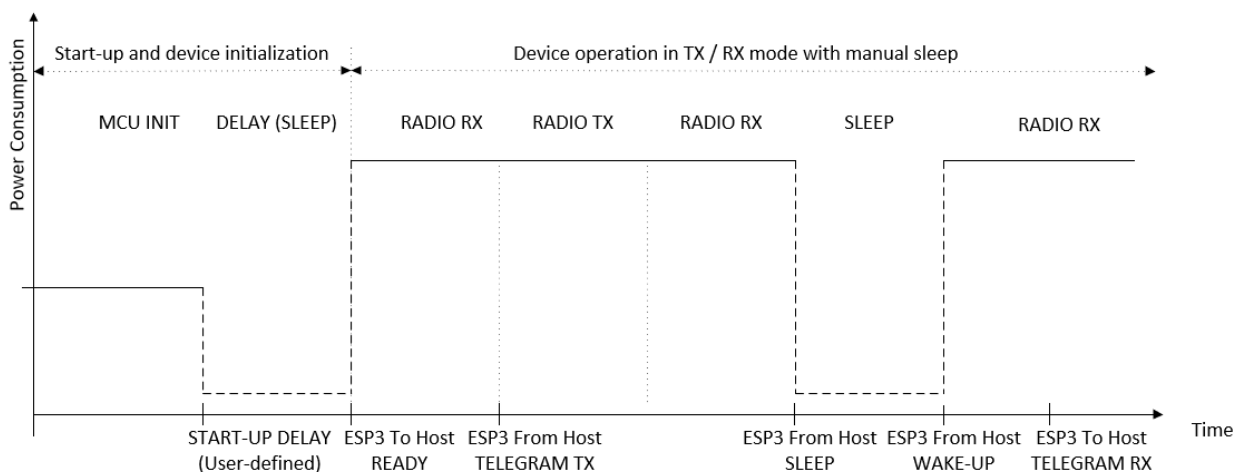 Power Consumption
Start-up and device initialization
Device operation in TX / RX mode with manual sleep
MCU INIT
DELAY (SLEEP)
RADIO RX
RADIO TX
RADIO RX
SLEEP
RADIO RX
START-UP DELAY
(User-defined)
ESP3 To Host
READY
ESP3 From Host
TELEGRAM TX
ESP3 From Host
SLEEP
ESP3 From Host
WAKE-UP
ESP3 To Host
TELEGRAM RX
Time